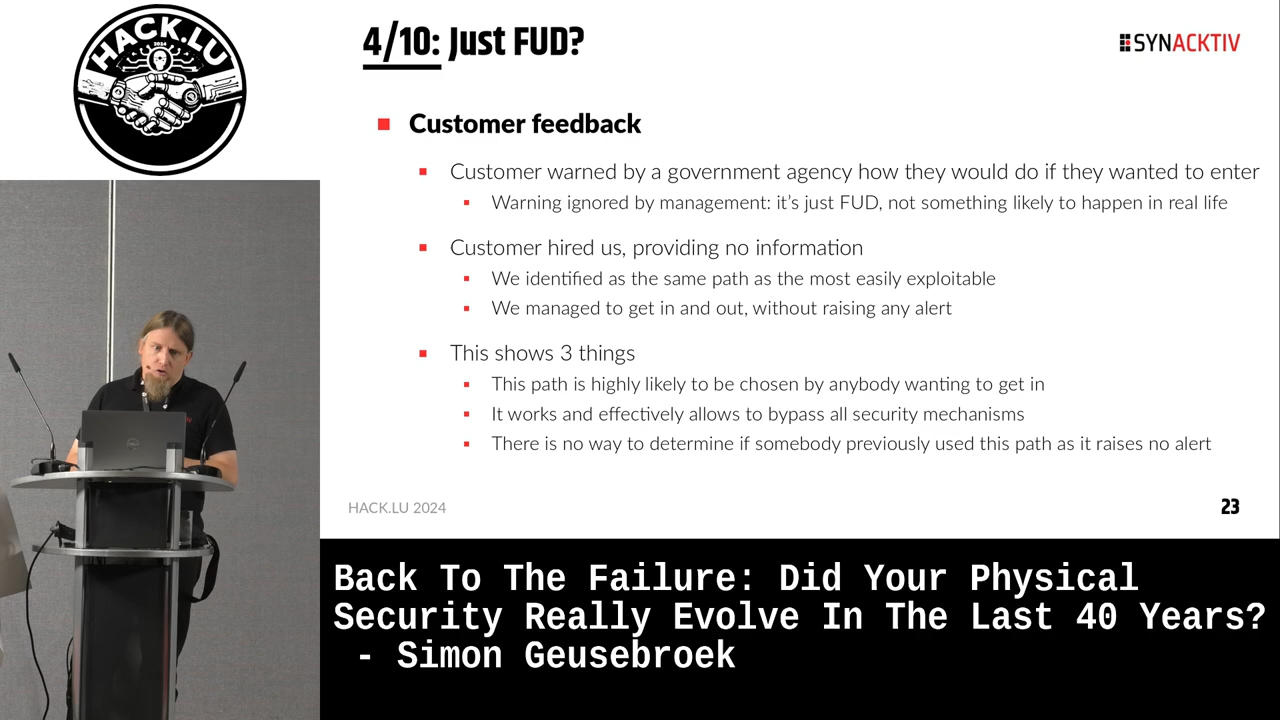 HACK.LU
2024
4/10: Just FUD?
SYNACKTIV
Customer feedback
Customer warned by a government agency how they would do if they wanted to enter
Warning ignored by management: it’s just FUD, not something likely to happen in real life
Customer hired us, providing no information
We identified as the same path as the most easily exploitable
We managed to get in and out, without raising any alert
This shows 3 things
This path is highly likely to be chosen by anybody wanting to get in
It works and effectively allows to bypass all security mechanisms
There is no way to determine if somebody previously used this path as it raises no alert
HACK.LU 2024
23
Back To The Failure: Did Your Physical
Security Really Evolve In The Last 40 Years?
- Simon Geusebroek